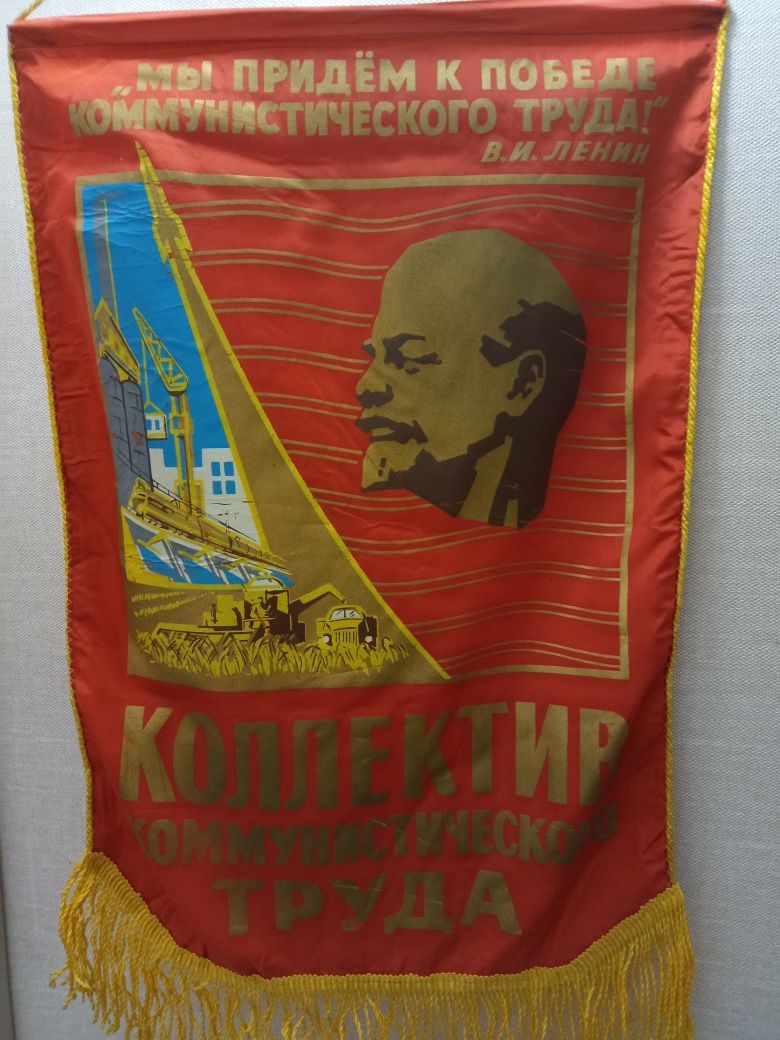 „МЫ ПРИДЁМ К ПОБЕДЕ
КОММУНИСТИЧЕСКОГО ТРУДА!“
В.И. ЛЕНИН
КОЛЛЕКТИВ
КОММУНИСТИЧЕСКОГО
ТРУДА